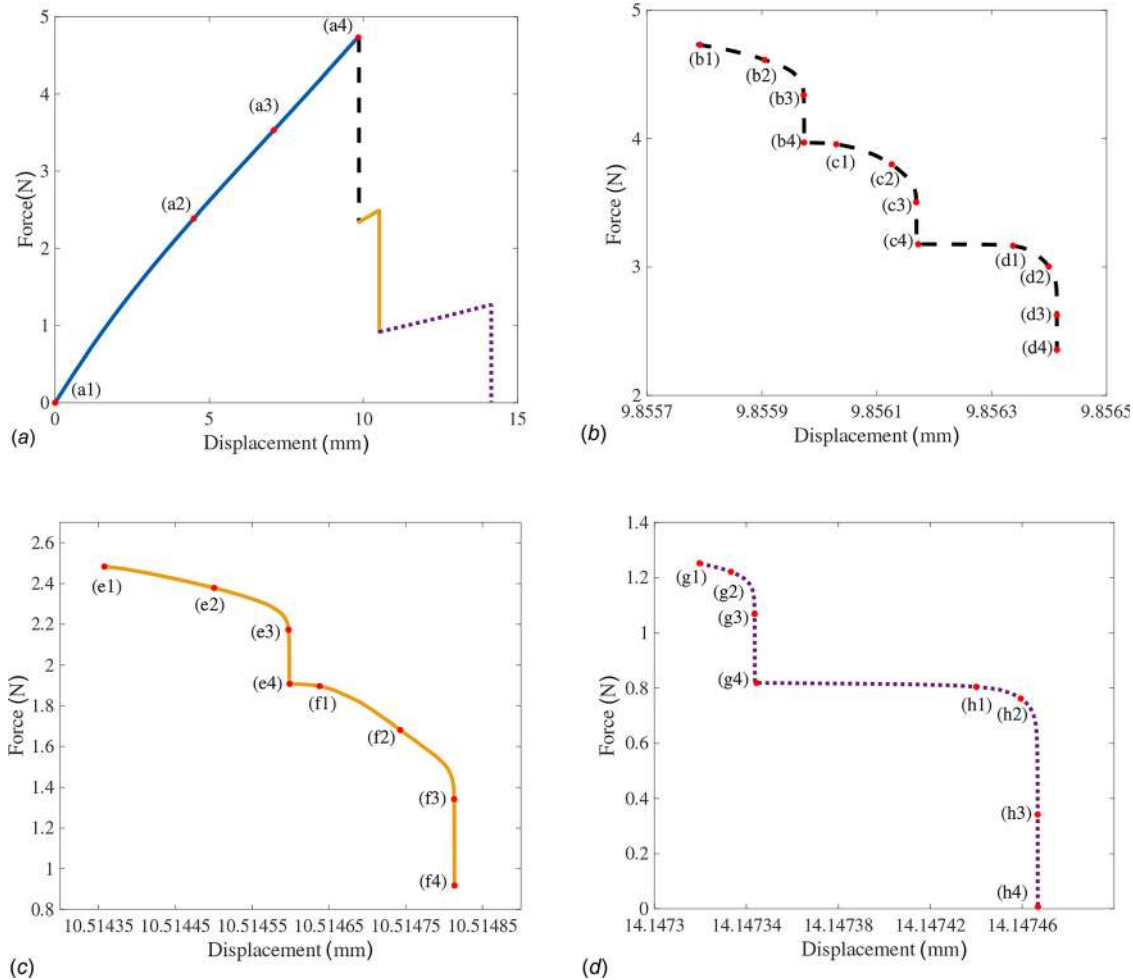 5
(a4)
4
(a3)
3
Force(N)
(a2)
2
1
(a1)
0
0 5 10 15
Displacement (mm)
(a)
5
(b1)
(b2)
(b3)
4
(b4)
(c1)
(c2)
(c3)
Force (N)
(c4)
(d1)
3
(d2)
(d3)
(d4)
2
9.8557 9.8559 9.8561 9.8563 9.8565
Displacement (mm)
(b)
2.6
(e1)
2.4
(e2)
2.2
(e3)
2
(e4)
(f1)
1.8
Force (N)
(f2)
1.6
1.4
(f3)
1.2
1
(f4)
0.8
10.51435 10.51445 10.51455 10.51465 10.51475 10.51485
Displacement (mm)
(c)
1.4
(g1)
1.2
(g2)
(g3)
1
(g4)
0.8
(h1)
(h2)
Force (N)
0.6
0.4
(h3)
0.2
(h4)
0
14.1473 14.14734 14.14738 14.14742 14.14746
Displacement (mm)
(d)